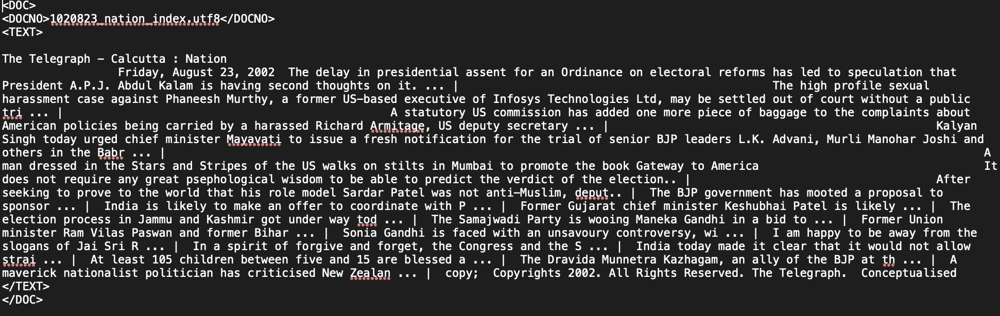 <DOC>
<DOCNO>1020823_nation_index.utf8</DOCNO>
<TEXT>
The Telegraph - Calcutta : Nation
Friday, August 23, 2002  The delay in presidential assent for an Ordinance on electoral reforms has led to speculation that
President A.P.J. Abdul Kalam is having second thoughts on it. ... | The high profile sexual
harassment case against Phaneesh Murthy, a former US-based executive of Infosys Technologies Ltd, may be settled out of court without a public
tri ... | A statutory US commission has added one more piece of baggage to the complaints about
American policies being carried by a harassed Richard Armitage, US deputy secretary ... | Kalyan
Singh today urged chief minister Mayavati to issue a fresh notification for the trial of senior BJP leaders L.K. Advani, Murli Manohar Joshi and
others in the Babr ... | A
man dressed in the Stars and Stripes of the US walks on stilts in Mumbai to promote the book Gateway to America It
does not require any great psephological wisdom to be able to predict the verdict of the election.. | After
seeking to prove to the world that his role model Sardar Patel was not anti-Muslim, deput.. |  The BJP government has mooted a proposal to
sponsor ... |  India is likely to make an offer to coordinate with P ... |  Former Gujarat chief minister Keshubhai Patel is likely ... |  The
election process in Jammu and Kashmir got under way tod ... |  The Samajwadi Party is wooing Maneka Gandhi in a bid to ... |  Former Union
minister Ram Vilas Paswan and former Bihar ... |  Sonia Gandhi is faced with an unsavoury controversy, wi ... |  I am happy to be away from the
slogans of Jai Sri R ... |  In a spirit of forgive and forget, the Congress and the S ... |  India today made it clear that it would not allow
strai ... |  At least 105 children between five and 15 are blessed a ... |  The Dravida Munnetra Kazhagam, an ally of the BJP at th ... |  A
maverick nationalist politician has criticised New Zealan ... |  copy;  Copyrights 2002. All Rights Reserved. The Telegraph.  Conceptualised
</TEXT>
</DOC>